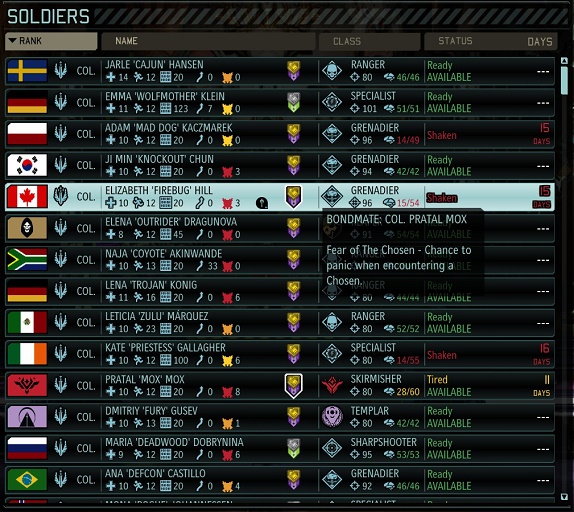 SOLDIERS
RANK NAME CLASS STATUS DAYS
JARLE 'CAJUN' HANSEN RANGER Ready
COL. 14 12 20 0 0 80 46/46 AVAILABLE ---
EMMA 'WOLFMOTHER' KLEIN SPECIALIST Ready
COL. 11 12 123 7 0 101 51/51 AVAILABLE ---
ADAM 'MAD DOG' KACZMAREK GRENADIER Shaken 15
COL. 10 12 20 0 0 96 14/49 DAYS
JI MIN 'KNOCKOUT' CHUN GRENADIER Ready
COL. 10 12 20 0 3 94 42/42 AVAILABLE ---
ELIZABETH 'FIREBUG' HILL GRENADIER Shaken 15
COL. 10 12 20 0 3 96 15/54 DAYS
ELENA 'OUTRIDER' DRAGUNOVA
COL. 8 12 45 0 0 ---
BONDMATE: COL. PRATAL MOX
Fear of The Chosen - Chance to
panic when encountering a
Chosen.
NAJA 'COYOTE' AKINWANDE
COL. 10 13 20 33 0 ---
LENA 'TROJAN' KONIG
COL. 11 16 20 0 6 80 44/44 AVAILABLE ---
LETICIA 'ZULU' MÁRQUEZ RANGER Ready
COL. 10 23 20 0 0 80 52/52 AVAILABLE ---
KATE 'PRIESTESS' GALLAGHER SPECIALIST Shaken 16
COL. 10 12 100 0 6 80 14/55 DAYS
PRATAL 'MOX' MOX SKIRMISHER Tired 11
COL. 10 12 20 0 8 80 28/60 AVAILABLE DAYS
DMITRIY 'FURY' GUSEV TEMPLAR Ready
COL. 10 13 20 0 1 80 42/42 AVAILABLE ---
MARIA 'DEADWOOD' DOBRYNINA SHARPSHOOTER Ready
COL. 9 12 20 0 6 95 53/53 AVAILABLE ---
ANA 'DEFCON' CASTILLO GRENADIER Ready
COL. 10 12 20 0 4 92 46/46 AVAILABLE ---
SPECIALIST